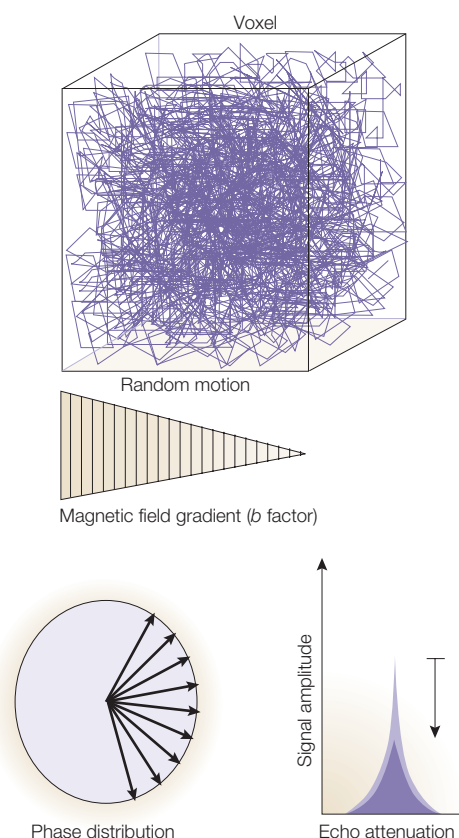 Voxel
Random motion
Magnetic field gradient (b factor)
Signal amplitude
Phase distribution
Echo attenuation